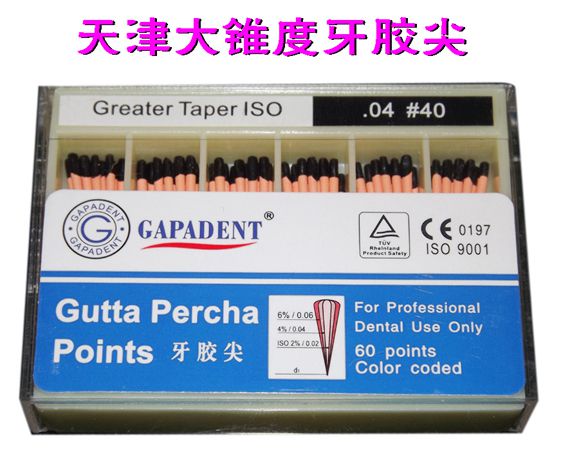 天津大锥度牙胶尖
Greater Taper ISO
.04 #40
GAPADENT
G
GAPADENT
GAPADENT®
TÜV
Rheinland
Product Safety
CE 0197
ISO 9001
Gutta Percha
Points 牙胶尖
6% / 0.06
4% / 0.04
ISO 2% / 0.02
d1
For Professional
Dental Use Only
60 points
Color coded